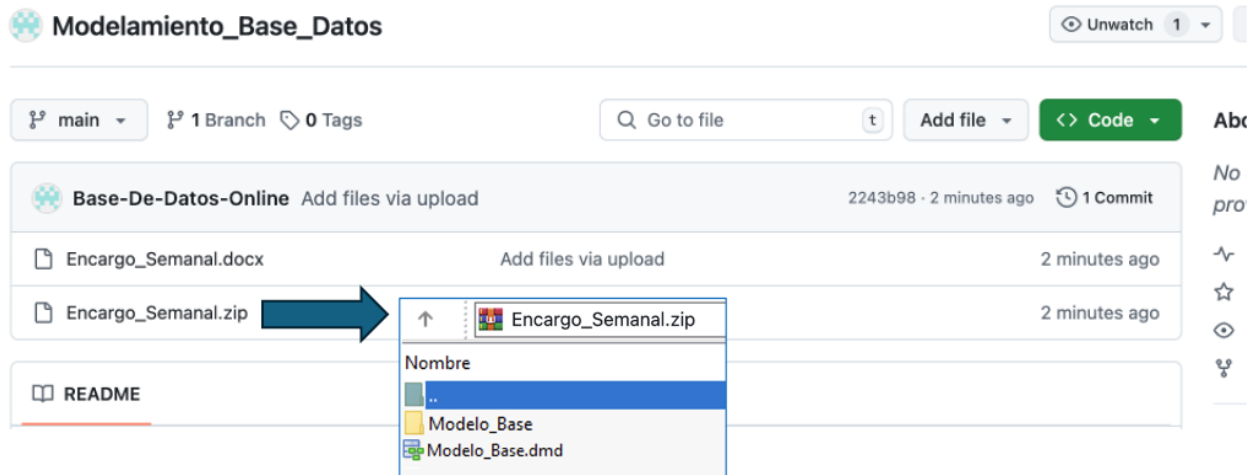 Modelamiento_Base_Datos
Unwatch 1
main 1 Branch 0 Tags
Go to file t
Add file
Code
Base-De-Datos-Online Add files via upload 2243b98 · 2 minutes ago 1 Commit
No
Encargo_Semanal.docx Add files via upload 2 minutes ago
Encargo_Semanal.zip 2 minutes ago
Encargo_Semanal.zip
Nombre
..
Modelo_Base
Modelo_Base.dmd
README